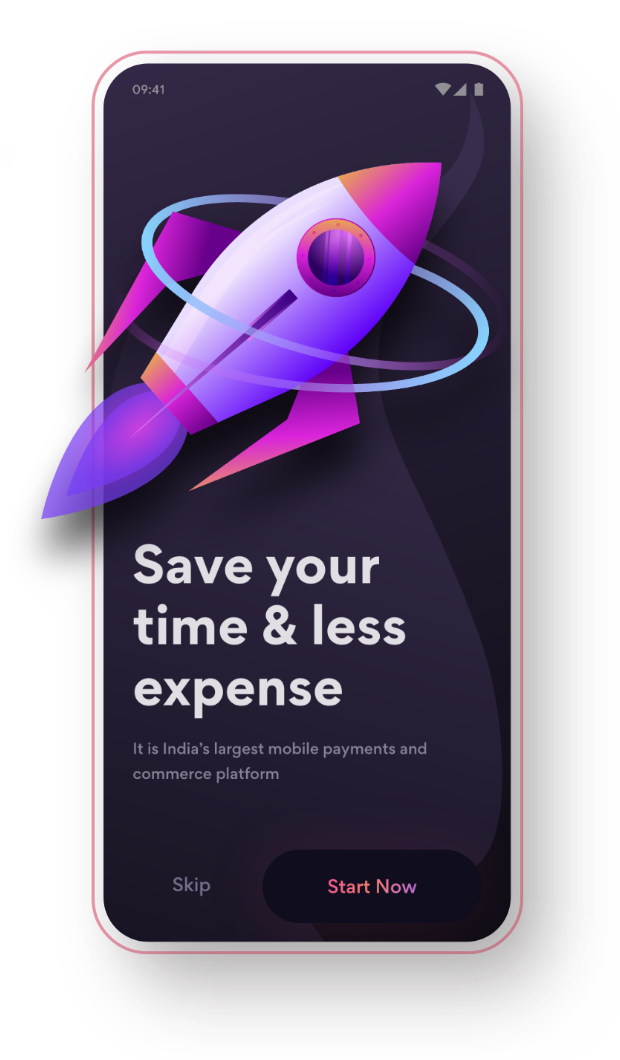 09:41
Save your
time & less
expense
It is India's largest mobile payments and
commerce platform
Skip
Start Now